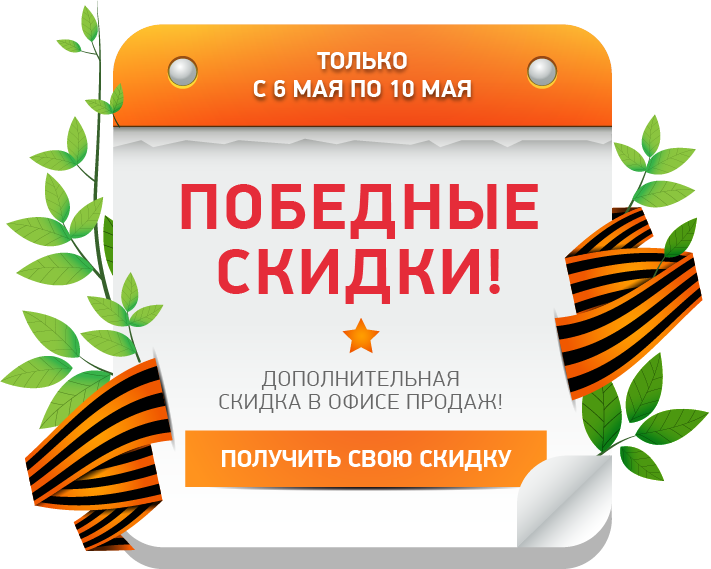 ТОЛЬКО
С 6 МАЯ ПО 10 МАЯ
ПОБЕДНЫЕ
СКИДКИ!
ДОПОЛНИТЕЛЬНАЯ
СКИДКА В ОФИСЕ ПРОДАЖ!
ПОЛУЧИТЬ СВОЮ СКИДКУ